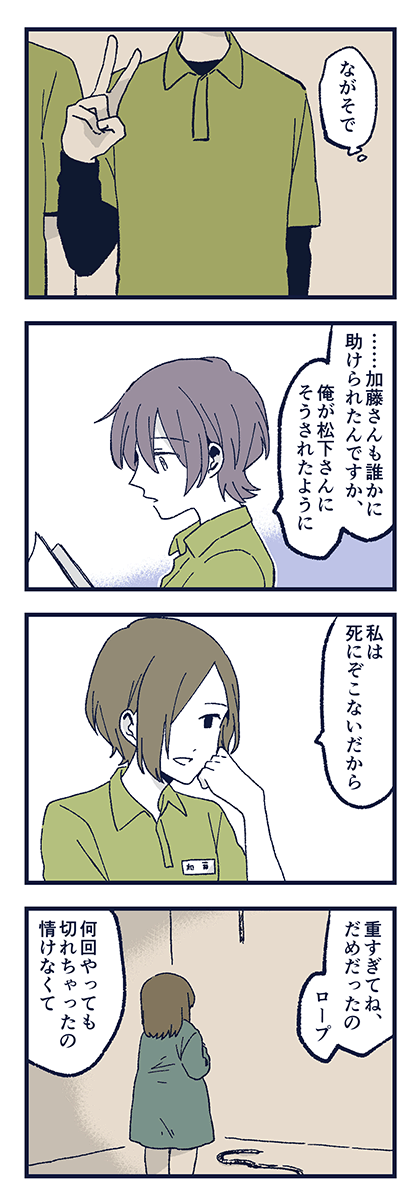 ながそで
……加藤さんも誰かに
助けられたんですか、
俺が松下さんに
そうされたように
私は
死にぞこないだから
加藤
重すぎてね、
だめだったの
ロープ
何回やっても
切れちゃったの
情けなくて